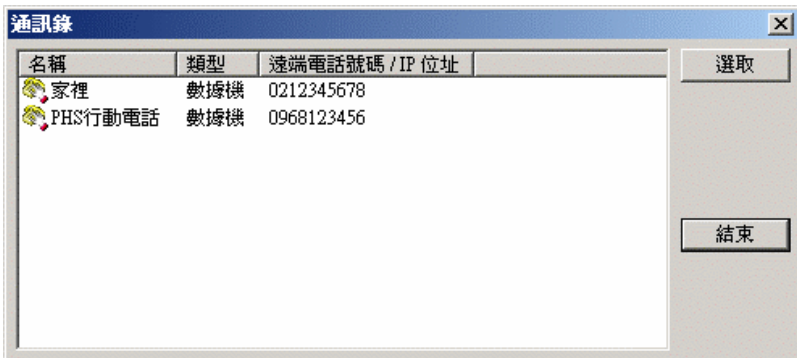 通訊錄
名稱 類型 遠端電話號碼 / IP 位址 選取
家裡 數據機 0212345678
PHS行動電話 數據機 0968123456
結束